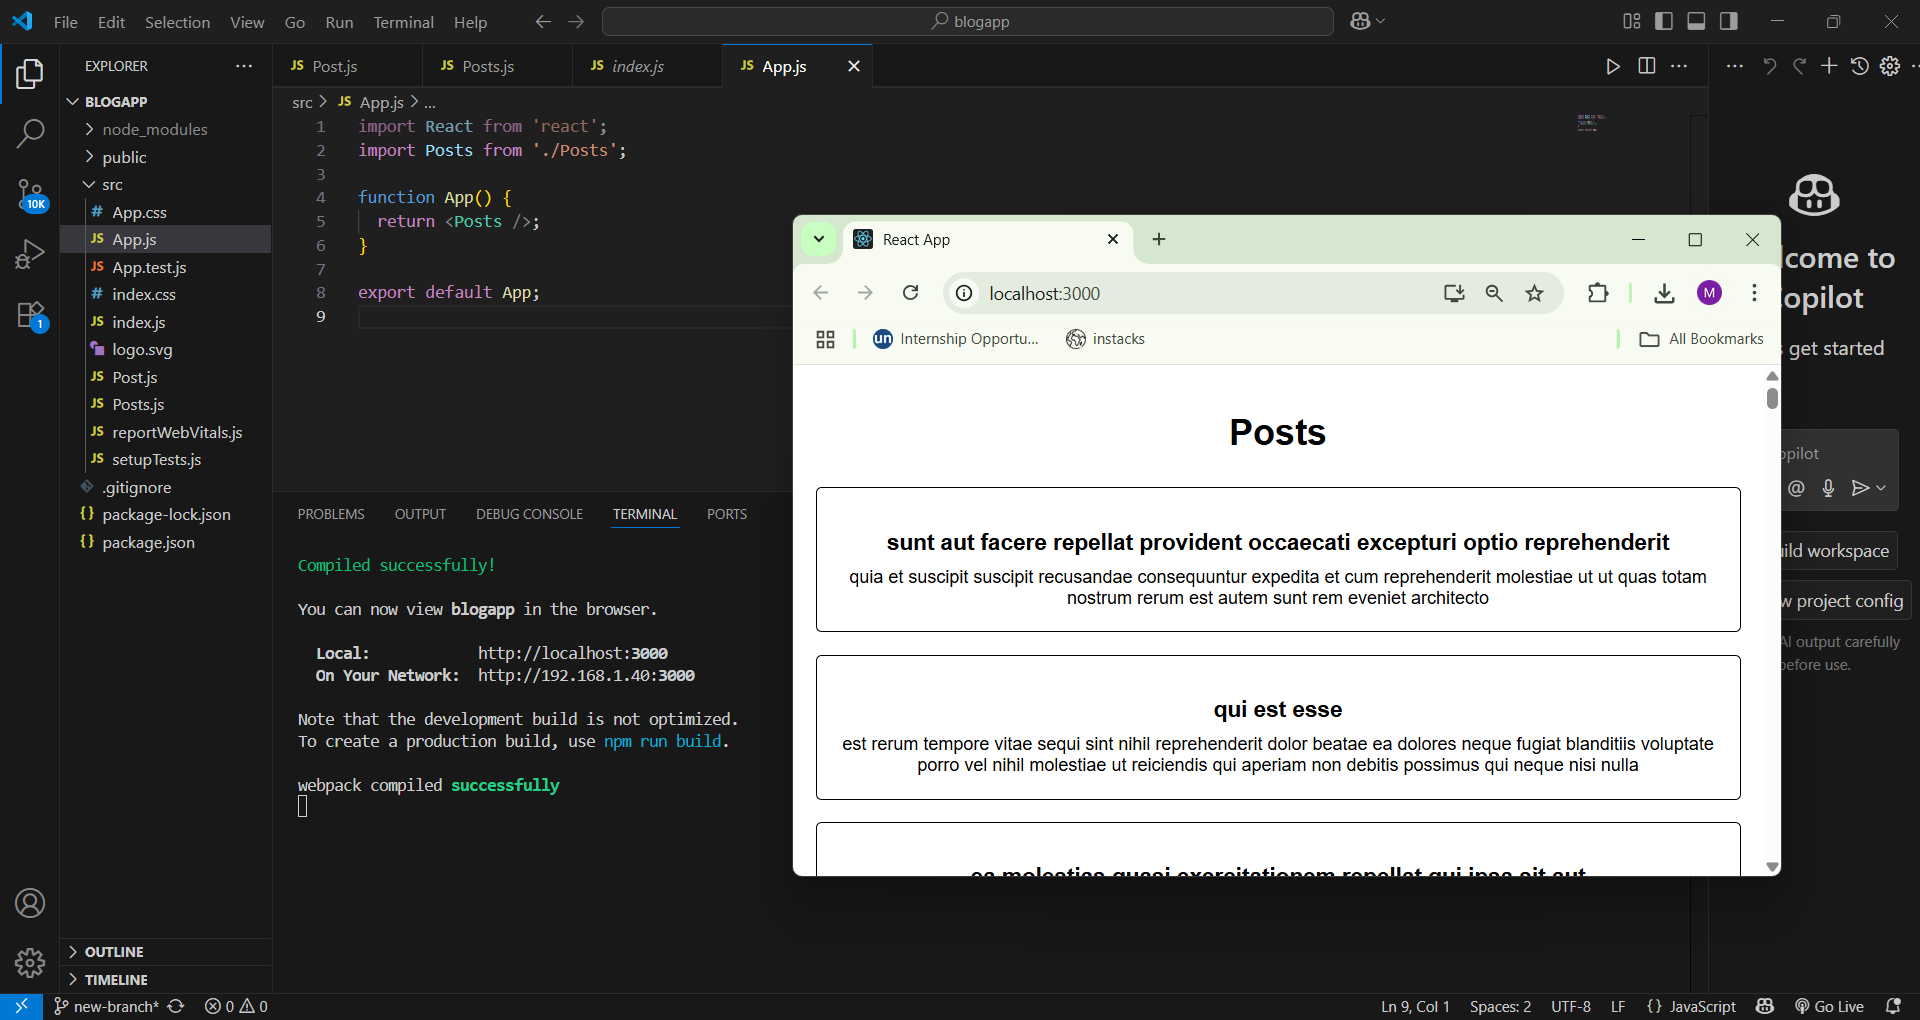 File Edit Selection View Go Run Terminal Help
blogapp
EXPLORER
BLOGAPP
node_modules
public
src
App.css
App.js
App.test.js
index.css
index.js
logo.svg
Post.js
Posts.js
reportWebVitals.js
setupTests.js
.gitignore
package-lock.json
package.json
OUTLINE
TIMELINE
10K
1
JS Post.js
JS Posts.js
JS index.js
JS App.js
src > JS App.js > ...
1 import React from 'react';
2 import Posts from './Posts';
3
4 function App() {
5 return <Posts />;
6 }
7
8 export default App;
9
PROBLEMS OUTPUT DEBUG CONSOLE TERMINAL PORTS
Compiled successfully!
You can now view blogapp in the browser.
Local: http://localhost:3000
On Your Network: http://192.168.1.40:3000
Note that the development build is not optimized.
To create a production build, use npm run build.
webpack compiled successfully
React App
localhost:3000
M
un Internship Opportu...
instacks
All Bookmarks
Posts
sunt aut facere repellat provident occaecati excepturi optio reprehenderit
quia et suscipit suscipit recusandae consequuntur expedita et cum reprehenderit molestiae ut ut quas totam
nostrum rerum est autem sunt rem eveniet architecto
qui est esse
est rerum tempore vitae sequi sint nihil reprehenderit dolor beatae ea dolores neque fugiat blanditiis voluptate
porro vel nihil molestiae ut reiciendis qui aperiam non debitis possimus qui neque nisi nulla
ea molestias quasi exercitationem repellat qui ipsa sit aut
come to
opilot
get started
opilot
ild workspace
w project config
AI output carefully
before use.
new-branch* 0 0
Ln 9, Col 1 Spaces: 2 UTF-8 LF {} JavaScript Go Live